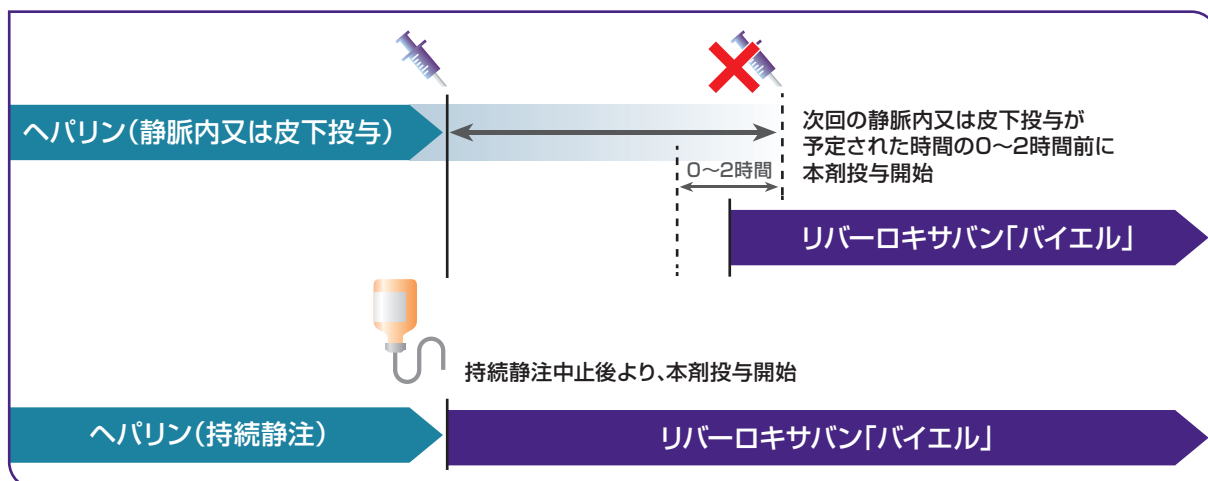 ヘパリン（静脈内又は皮下投与）
次回の静脈内又は皮下投与が
予定された時間の0～2時間前に
本剤投与開始
0～2時間
リバーロキサバン「バイエル」
持続静注中止後より、本剤投与開始
ヘパリン（持続静注）
リバーロキサバン「バイエル」